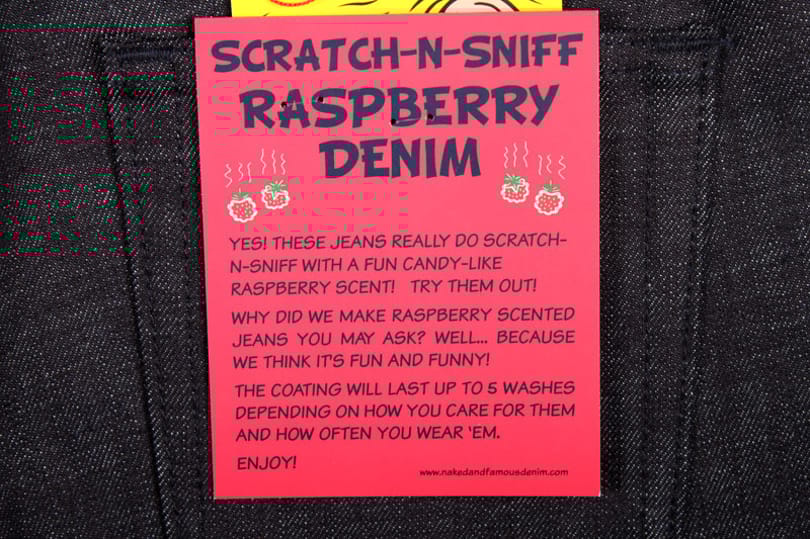 SCRATCH-N-SNIFF
RASPBERRY
DENIM
YES! THESE JEANS REALLY DO SCRATCH-
N-SNIFF WITH A FUN CANDY-LIKE
RASPBERRY SCENT! TRY THEM OUT!
WHY DID WE MAKE RASPBERRY SCENTED
JEANS YOU MAY ASK? WELL... BECAUSE
WE THINK IT'S FUN AND FUNNY!
THE COATING WILL LAST UP TO 5 WASHES
DEPENDING ON HOW YOU CARE FOR THEM
AND HOW OFTEN YOU WEAR 'EM.
ENJOY!
www.nakedandfamousdenim.com